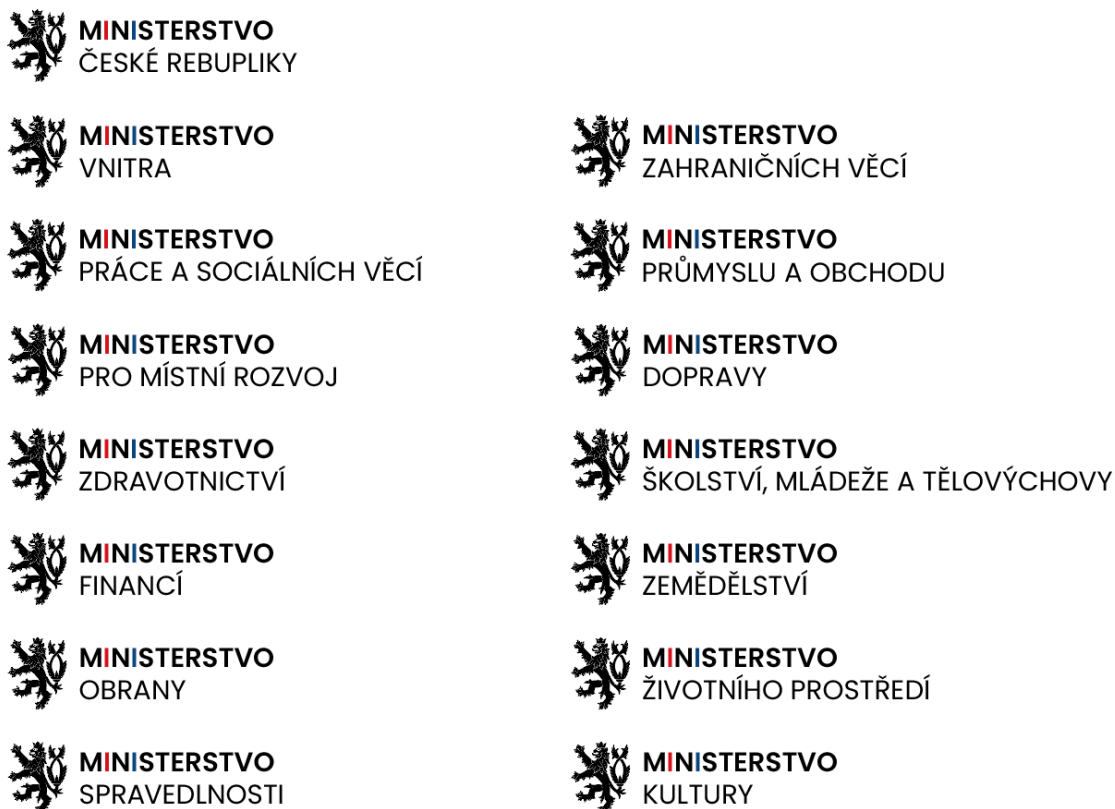 MINISTERSTVO
ČESKÉ REBUPLIKY
MINISTERSTVO
VNITRA
MINISTERSTVO
ZAHRANIČNÍCH VĚCÍ
MINISTERSTVO
PRÁCE A SOCIÁLNÍCH VĚCÍ
MINISTERSTVO
PRŮMYSLU A OBCHODU
MINISTERSTVO
PRO MÍSTNÍ ROZVOJ
MINISTERSTVO
DOPRAVY
MINISTERSTVO
ZDRAVOTNICTVÍ
MINISTERSTVO
ŠKOLSTVÍ, MLÁDEŽE A TĚLOVÝCHOVY
MINISTERSTVO
FINANCÍ
MINISTERSTVO
ZEMĚDĚLSTVÍ
MINISTERSTVO
OBRANY
MINISTERSTVO
ŽIVOTNÍHO PROSTŘEDÍ
MINISTERSTVO
SPRAVEDLNOSTI
MINISTERSTVO
KULTURY